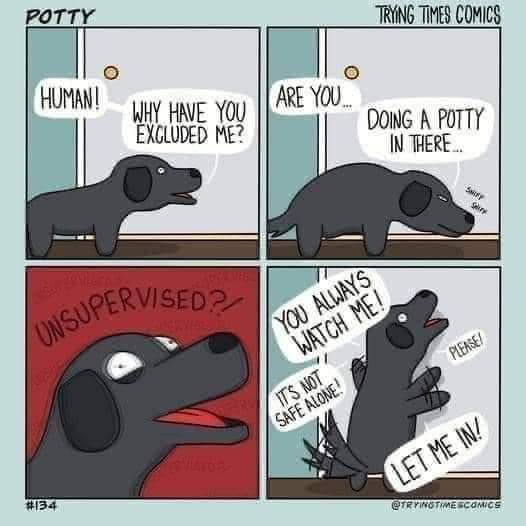 POTTY
TRYING TIMES COMICS
HUMAN!
WHY HAVE YOU
EXCLUDED ME?
ARE YOU...
DOING A POTTY
IN THERE...
SNIFF
SNIFF
UNSUPERVISED?!
YOU ALWAYS
WATCH ME!
IT'S NOT
SAFE ALONE!
PLEASE!
LET ME IN!
#134
@TRYINGTIMESCOMICS